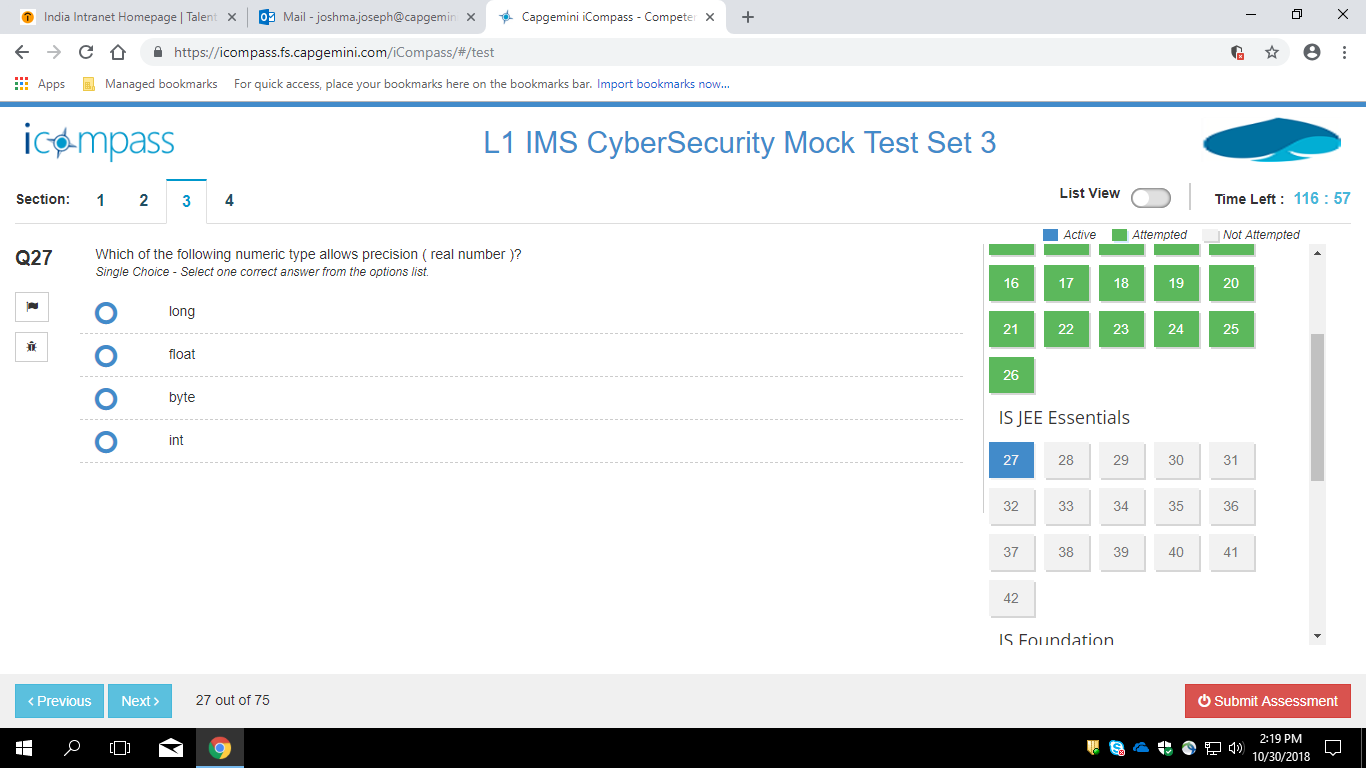 India Intranet Homepage | Talent
Mail - joshma.joseph@capgemin
Capgemini iCompass - Competer
https://icompass.fs.capgemini.com/iCompass/#/test
Apps Managed bookmarks For quick access, place your bookmarks here on the bookmarks bar. Import bookmarks now...
icompass
L1 IMS CyberSecurity Mock Test Set 3
Section: 1 2 3 4
List View
Time Left : 116 : 57
Active Attempted Not Attempted
Q27
Which of the following numeric type allows precision ( real number )?
Single Choice - Select one correct answer from the options list.
long
float
byte
int
16 17 18 19 20
21 22 23 24 25
26
IS JEE Essentials
27 28 29 30 31
32 33 34 35 36
37 38 39 40 41
42
IS Foundation
‹ Previous
Next ›
27 out of 75
Submit Assessment
2:19 PM
10/30/2018